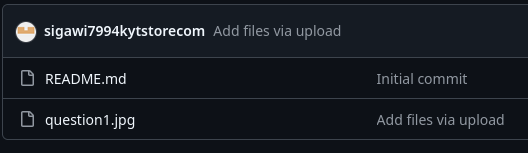 sigawi7994kytstorecom Add files via upload
README.md Initial commit
question1.jpg Add files via upload